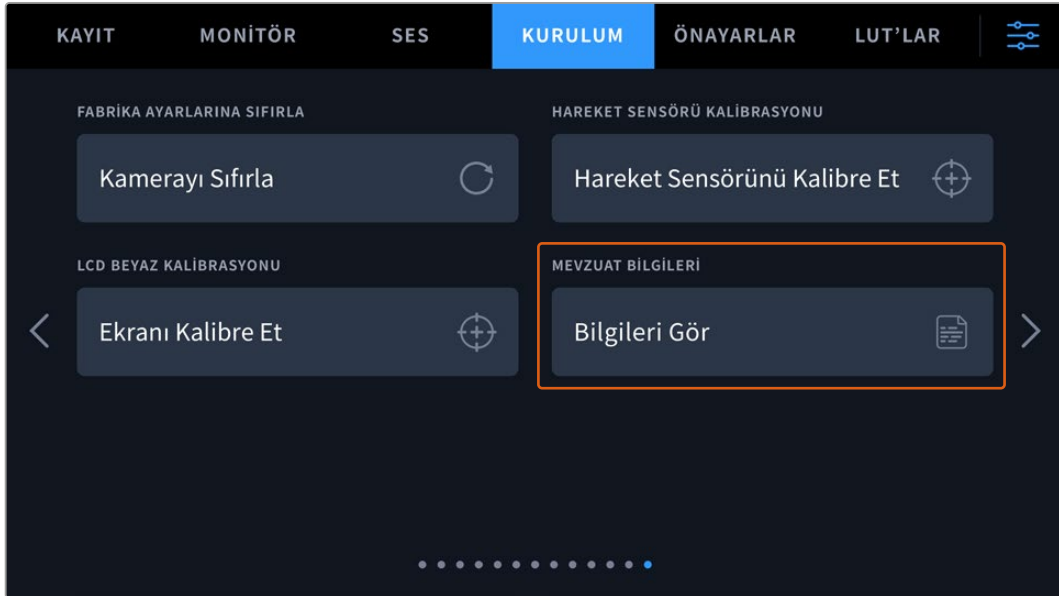 KAYIT MONİTÖR SES KURULUM ÖNAYARLAR LUT’LAR
FABRİKA AYARLARINA SIFIRLA
Kamerayı Sıfırla
HAREKET SENSÖRÜ KALİBRASYONU
Hareket Sensörünü Kalibre Et
LCD BEYAZ KALİBRASYONU
Ekranı Kalibre Et
MEVZUAT BİLGİLERİ
Bilgileri Gör